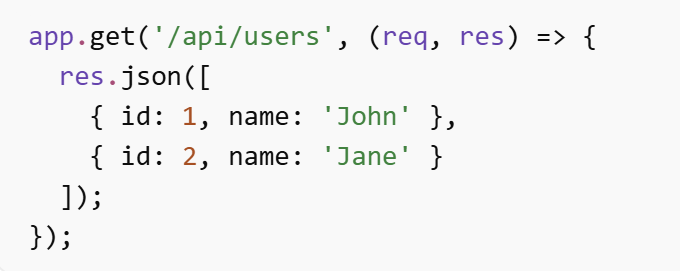 app.get('/api/users', (req, res) => {
  res.json([
    { id: 1, name: 'John' },
    { id: 2, name: 'Jane' }
  ]);
});